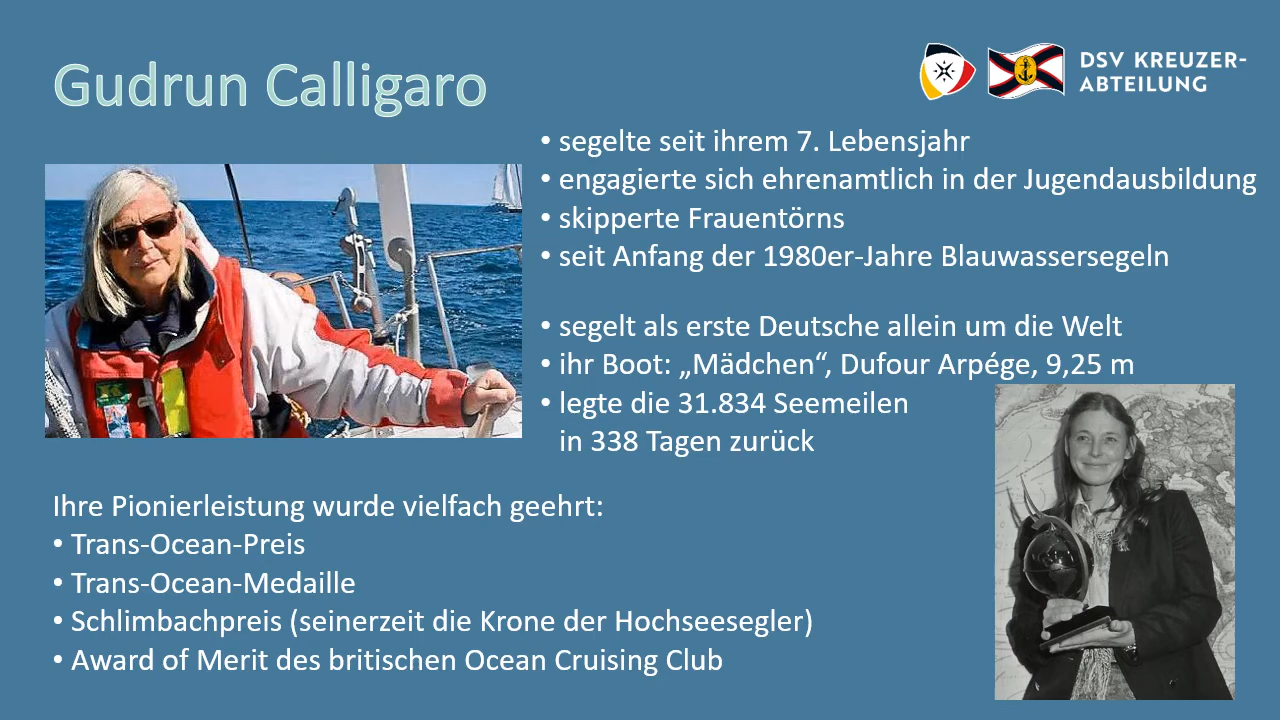 Gudrun Calligaro
DSV KREUZER-
ABTEILUNG
• segelte seit ihrem 7. Lebensjahr
• engagierte sich ehrenamtlich in der Jugendausbildung
• skipperte Frauentörns
• seit Anfang der 1980er-Jahre Blauwassersegeln
• segelt als erste Deutsche allein um die Welt
• ihr Boot: „Mädchen“, Dufour Arpége, 9,25 m
• legte die 31.834 Seemeilen
in 338 Tagen zurück
Ihre Pionierleistung wurde vielfach geehrt:
• Trans-Ocean-Preis
• Trans-Ocean-Medaille
• Schlimbachpreis (seinerzeit die Krone der Hochseesegler)
• Award of Merit des britischen Ocean Cruising Club